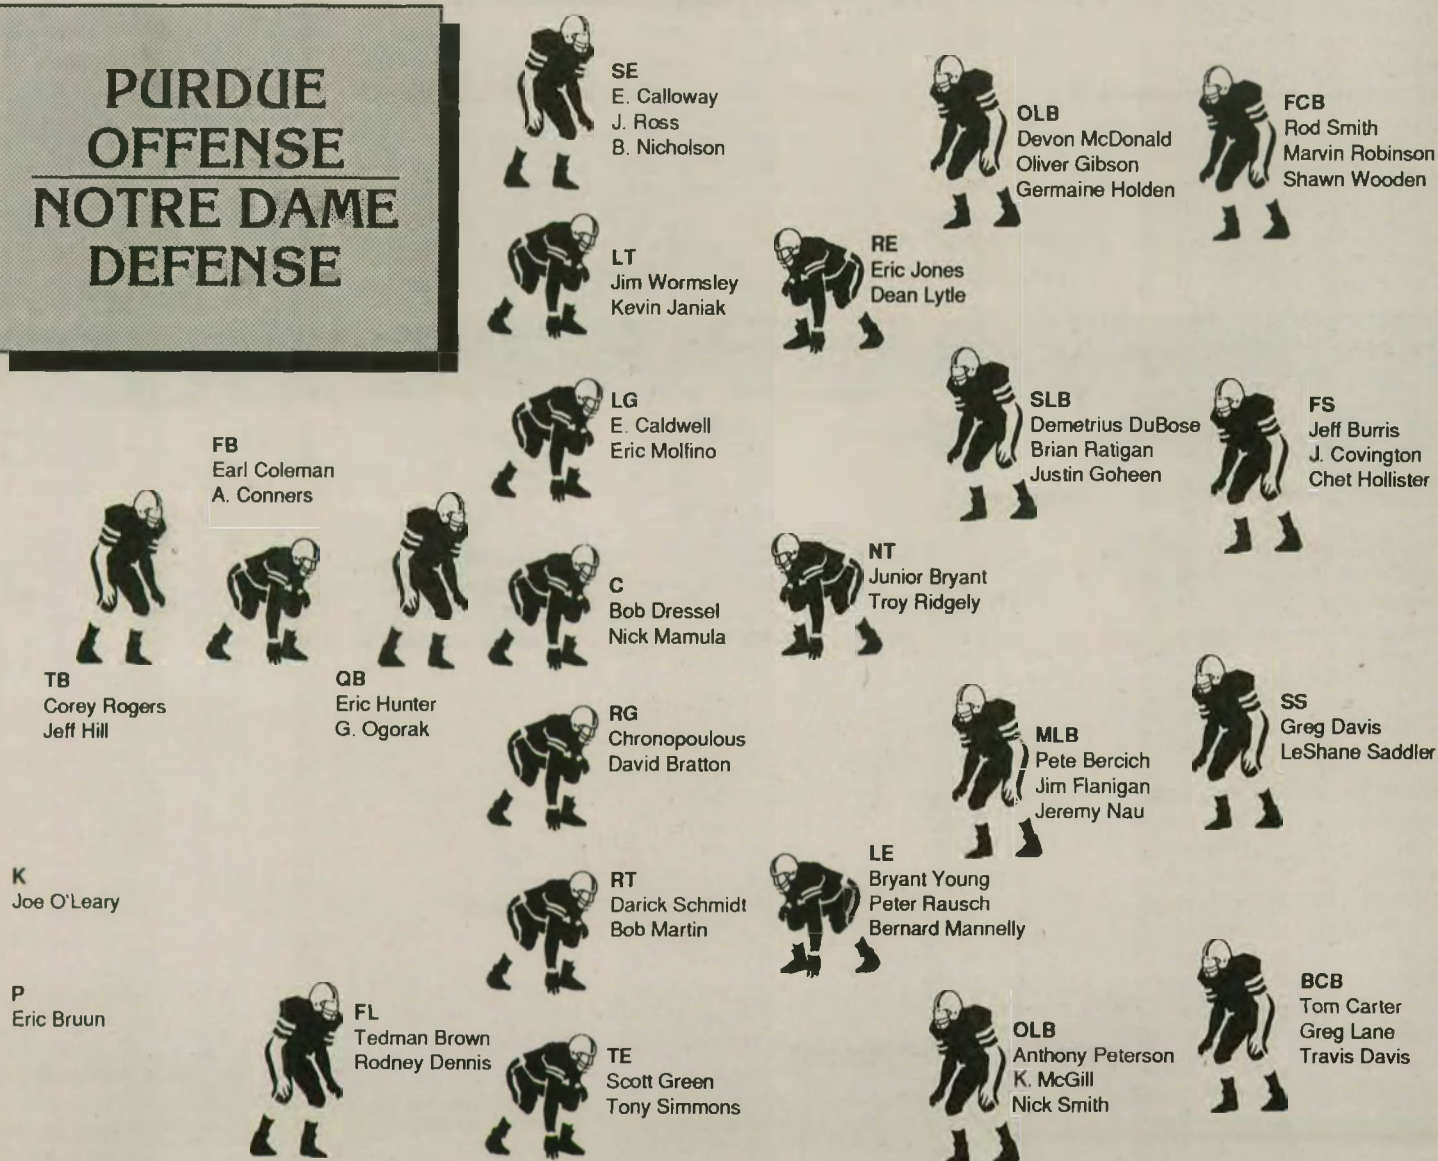 PURDUE
OFFENSE
NOTRE DAME
DEFENSE
SE
E. Calloway
J. Ross
B. Nicholson
OLB
Devon McDonald
Oliver Gibson
Germaine Holden
FCB
Rod Smith
Marvin Robinson
Shawn Wooden
LT
Jim Wormsley
Kevin Janiak
RE
Eric Jones
Dean Lytle
LG
E. Caldwell
Eric Molfino
SLB
Demetrius DuBose
Brian Ratigan
Justin Goheen
FS
Jeff Burris
J. Covington
Chet Hollister
FB
Earl Coleman
A. Conners
TB
Corey Rogers
Jeff Hill
QB
Eric Hunter
G. Ogorak
C
Bob Dressel
Nick Mamula
NT
Junior Bryant
Troy Ridgely
RG
Chronopoulous
David Bratton
MLB
Pete Bercich
Jim Flanigan
Jeremy Nau
SS
Greg Davis
LeShane Saddler
K
Joe O'Leary
RT
Darick Schmidt
Bob Martin
LE
Bryant Young
Peter Rausch
Bernard Mannelly
P
Eric Bruun
FL
Tedman Brown
Rodney Dennis
TE
Scott Green
Tony Simmons
OLB
Anthony Peterson
K. McGill
Nick Smith
BCB
Tom Carter
Greg Lane
Travis Davis